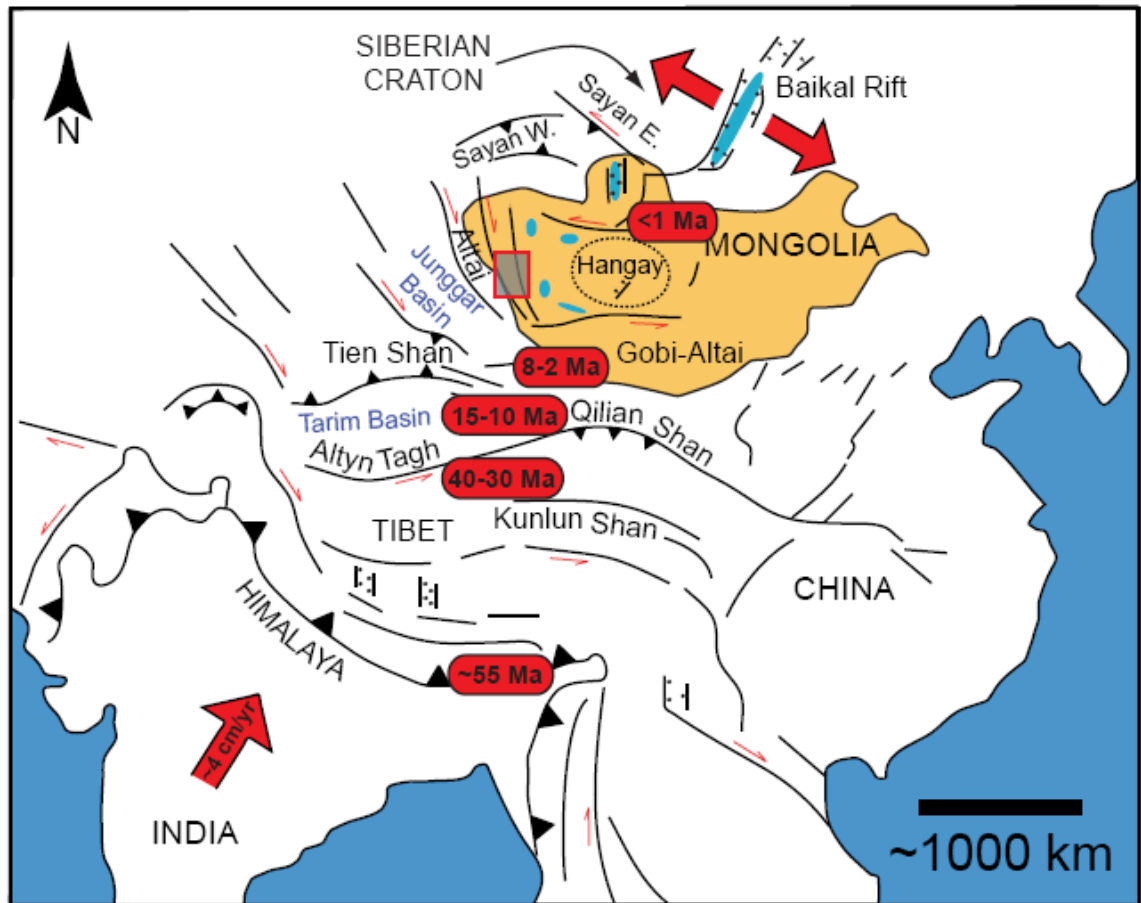 SIBERIAN
CRATON
Baikal Rift
N
Sayan E.
Sayan W.
<1 Ma
MONGOLIA
Altai
Hangay
Junggar
Basin
Tien Shan
8-2 Ma
Gobi-Altai
Tarim Basin
15-10 Ma
Qilian Shan
Altyn Tagh
40-30 Ma
TIBET
Kunlun Shan
CHINA
HIMALAYA
~55 Ma
~4 cm/yr
INDIA
~1000 km